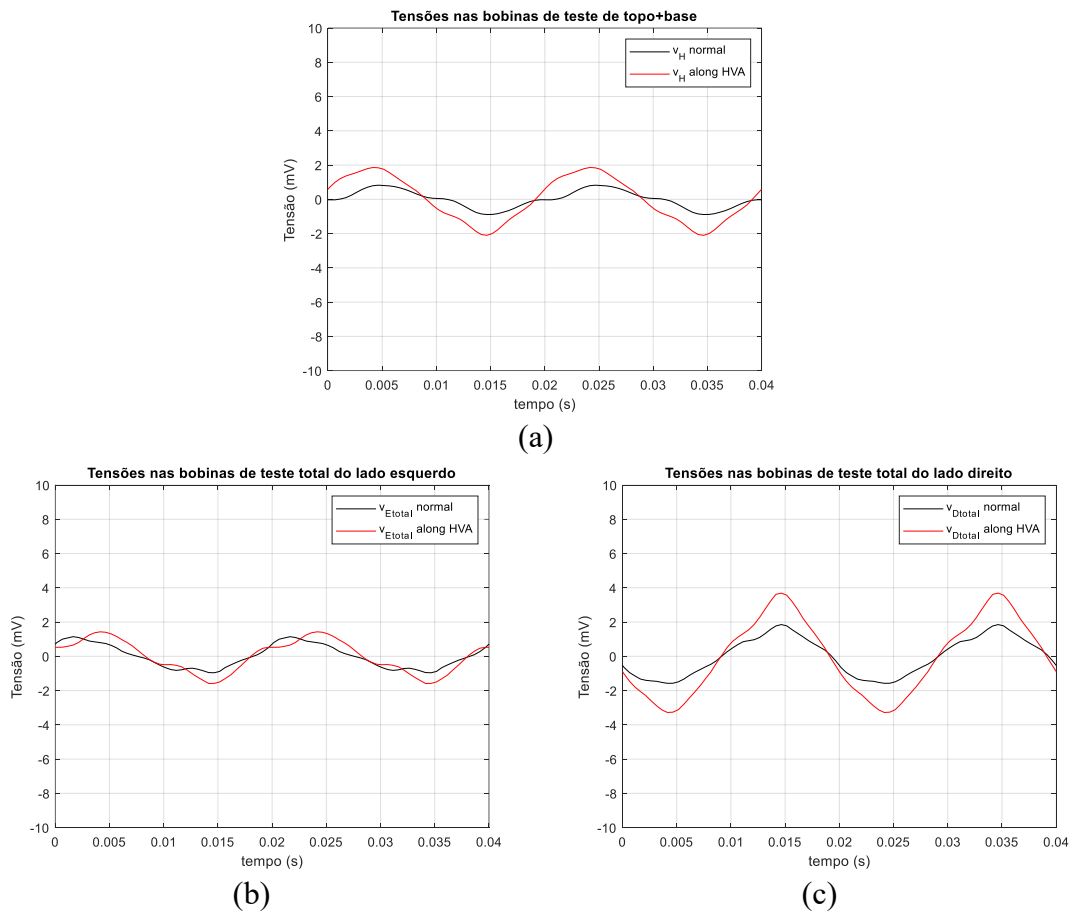 Tensões nas bobinas de teste de topo+base
10
8
6
4
2
0
-2
-4
-6
-8
-10
Tensão (mV)
v_H normal
v_H along HVA
0 0.005 0.01 0.015 0.02 0.025 0.03 0.035 0.04
tempo (s)
(a)
Tensões nas bobinas de teste total do lado esquerdo
10
8
6
4
2
0
-2
-4
-6
-8
-10
Tensão (mV)
v_Etotal normal
v_Etotal along HVA
0 0.005 0.01 0.015 0.02 0.025 0.03 0.035 0.04
tempo (s)
(b)
Tensões nas bobinas de teste total do lado direito
10
8
6
4
2
0
-2
-4
-6
-8
-10
Tensão (mV)
v_Dtotal normal
v_Dtotal along HVA
0 0.005 0.01 0.015 0.02 0.025 0.03 0.035 0.04
tempo (s)
(c)